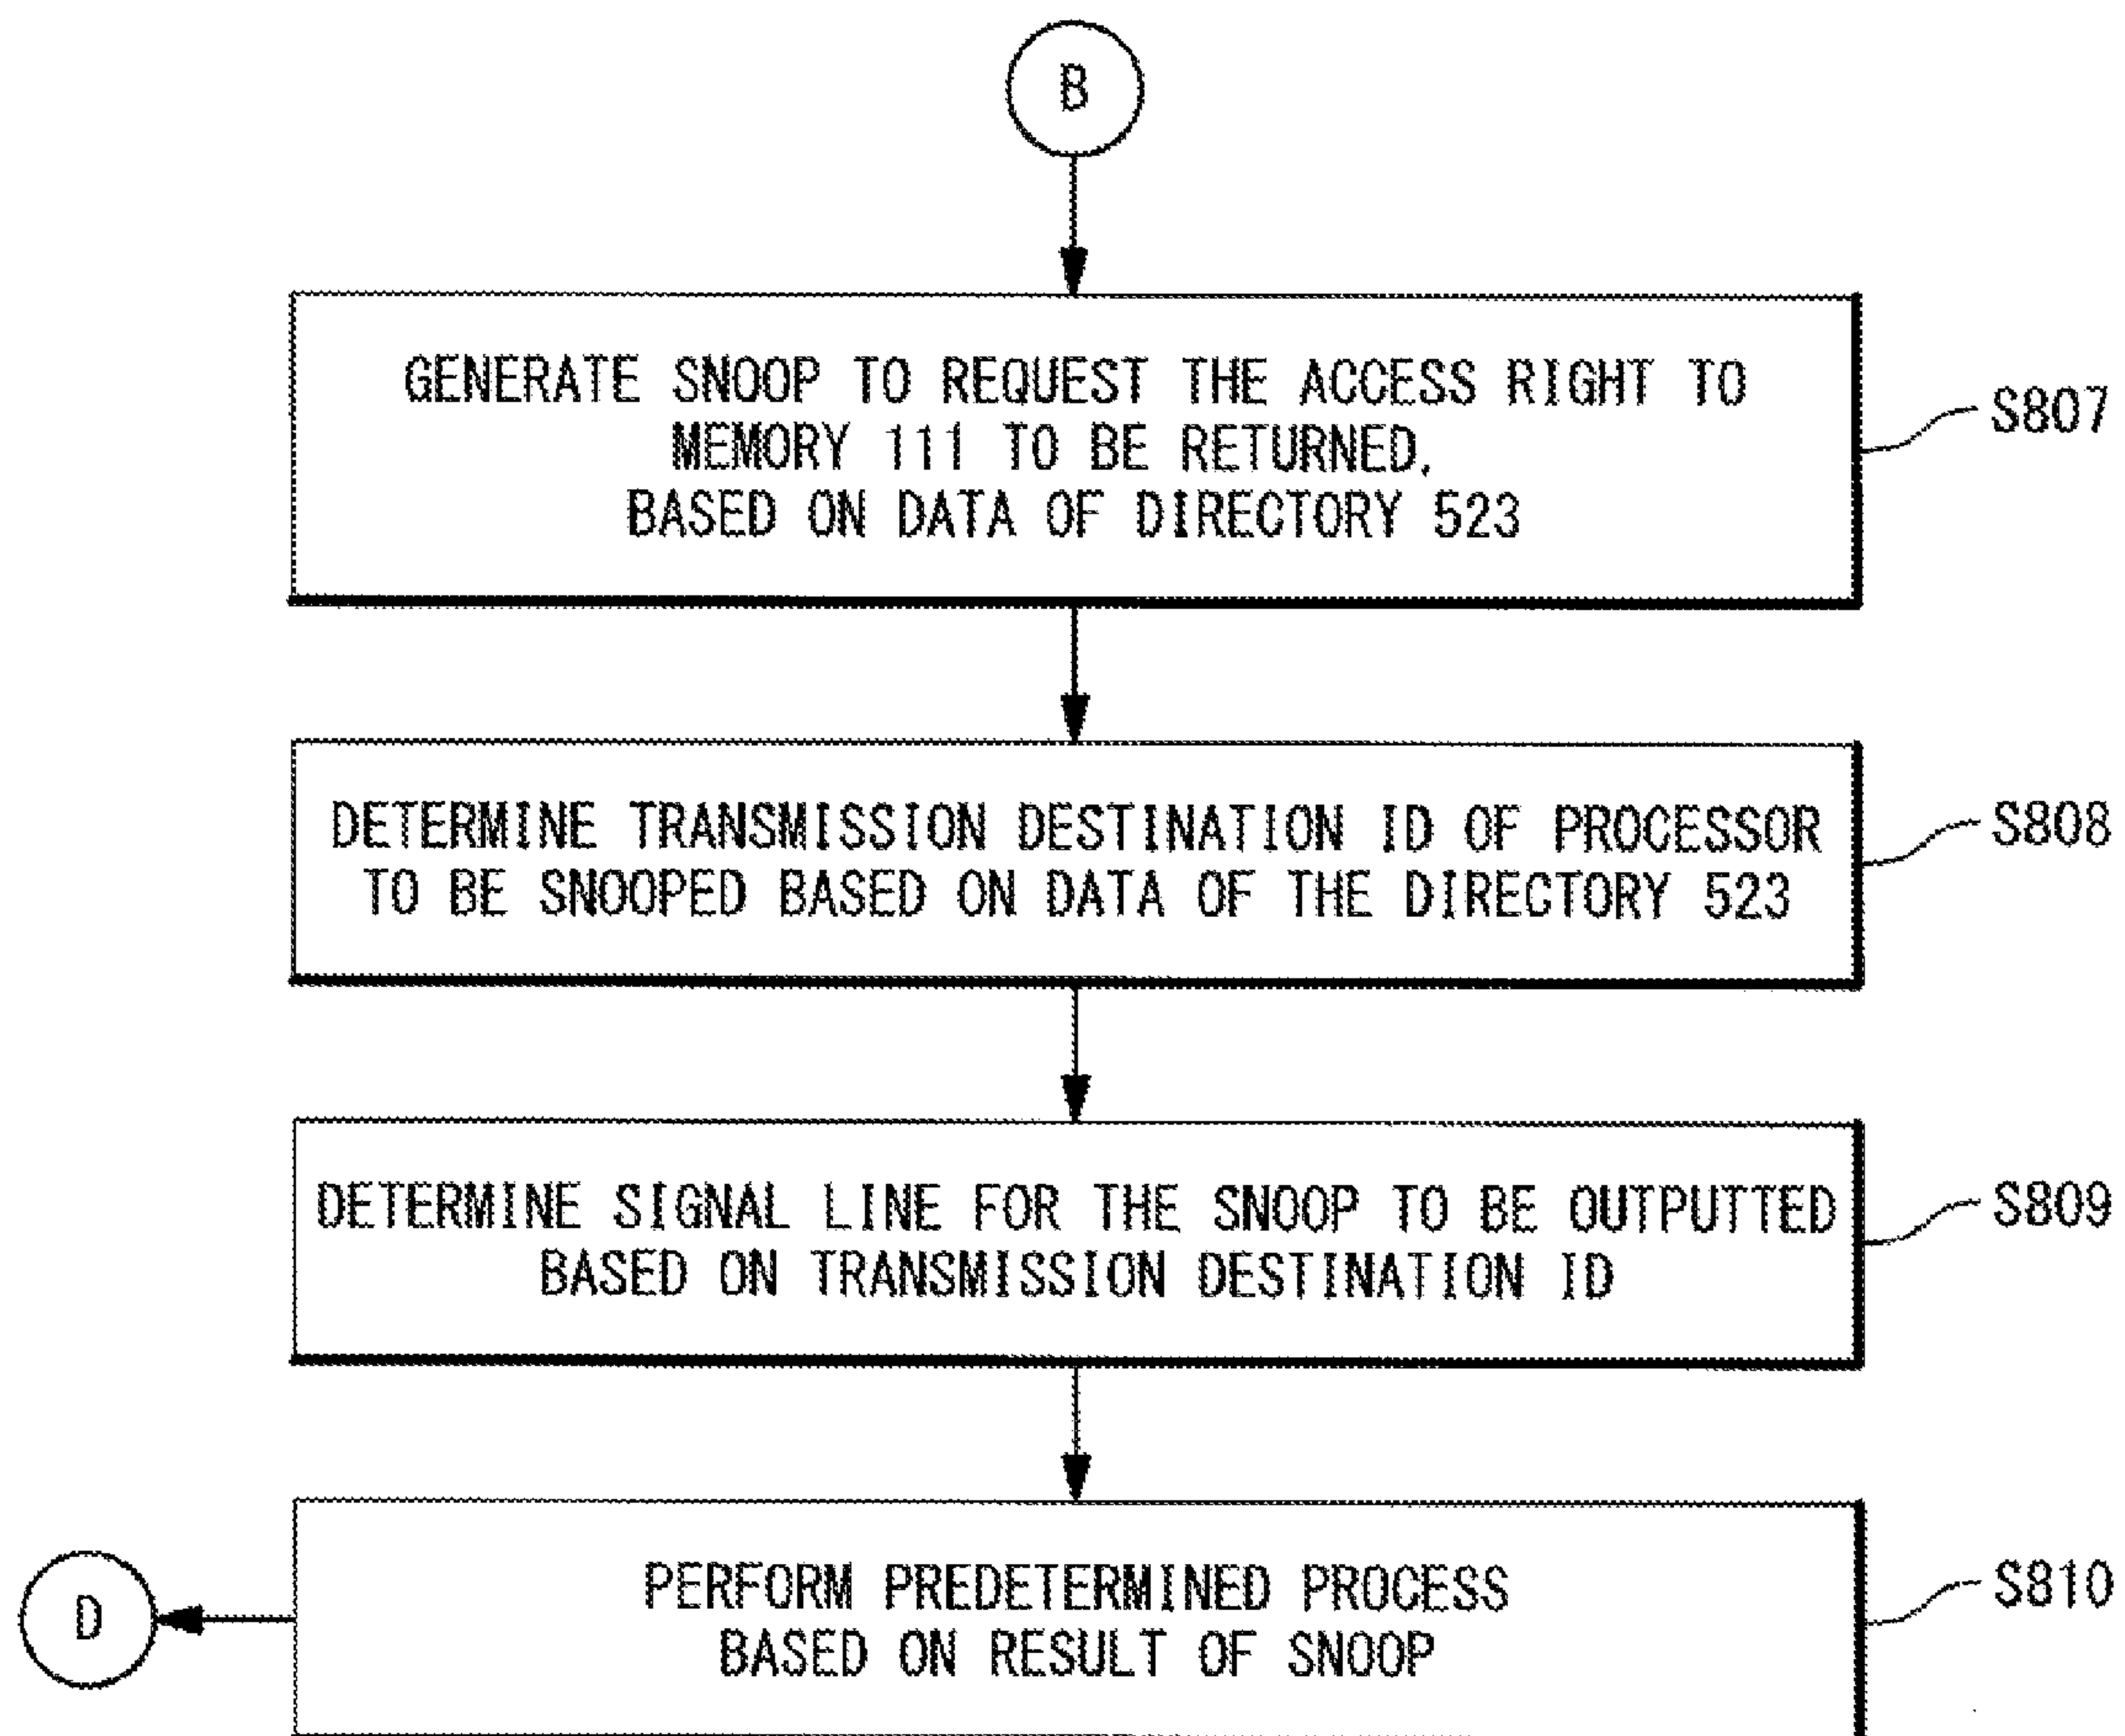 B
GENERATE SNOOP TO REQUEST THE ACCESS RIGHT TO
MEMORY 111 TO BE RETURNED,
BASED ON DATA OF DIRECTORY 523
S807
DETERMINE TRANSMISSION DESTINATION ID OF PROCESSOR
TO BE SNOOPED BASED ON DATA OF THE DIRECTORY 523
S808
DETERMINE SIGNAL LINE FOR THE SNOOP TO BE OUTPUTTED
BASED ON TRANSMISSION DESTINATION ID
S809
PERFORM PREDETERMINED PROCESS
BASED ON RESULT OF SNOOP
S810
D